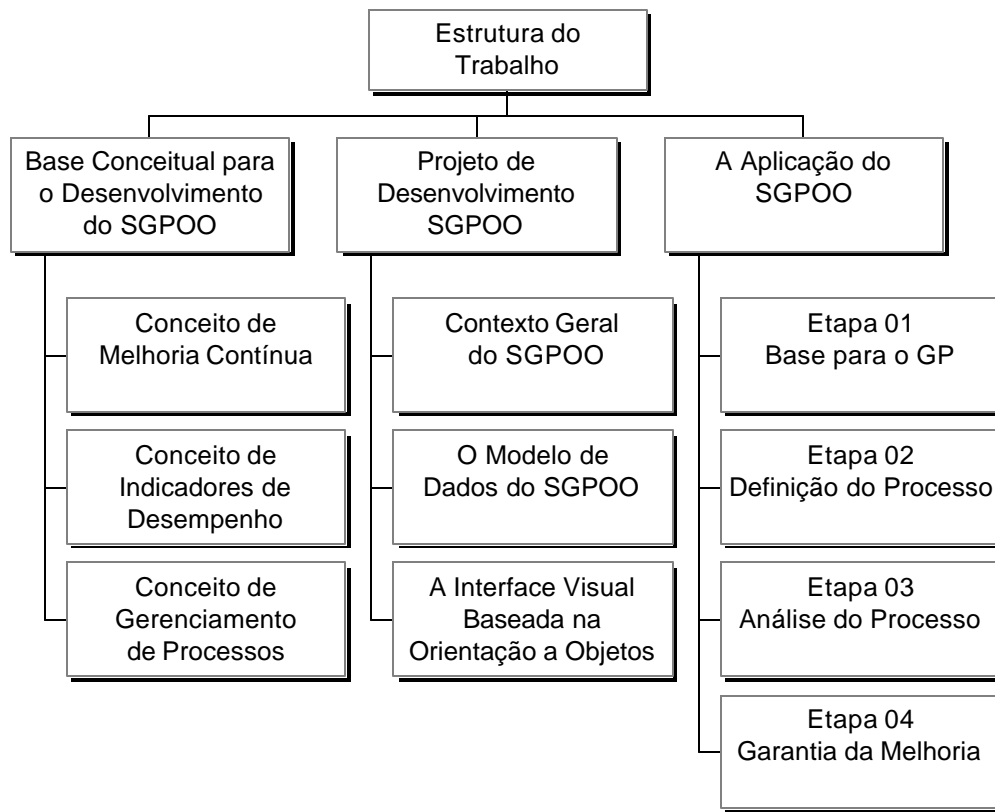 Estrutura do
Trabalho
Base Conceitual para
o Desenvolvimento
do SGPOO
Projeto de
Desenvolvimento
SGPOO
A Aplicação do
SGPOO
Conceito de
Melhoria Contínua
Conceito de
Indicadores de
Desempenho
Conceito de
Gerenciamento
de Processos
Contexto Geral
do SGPOO
O Modelo de
Dados do SGPOO
A Interface Visual
Baseada na
Orientação a Objetos
Etapa 01
Base para o GP
Etapa 02
Definição do Processo
Etapa 03
Análise do Processo
Etapa 04
Garantia da Melhoria